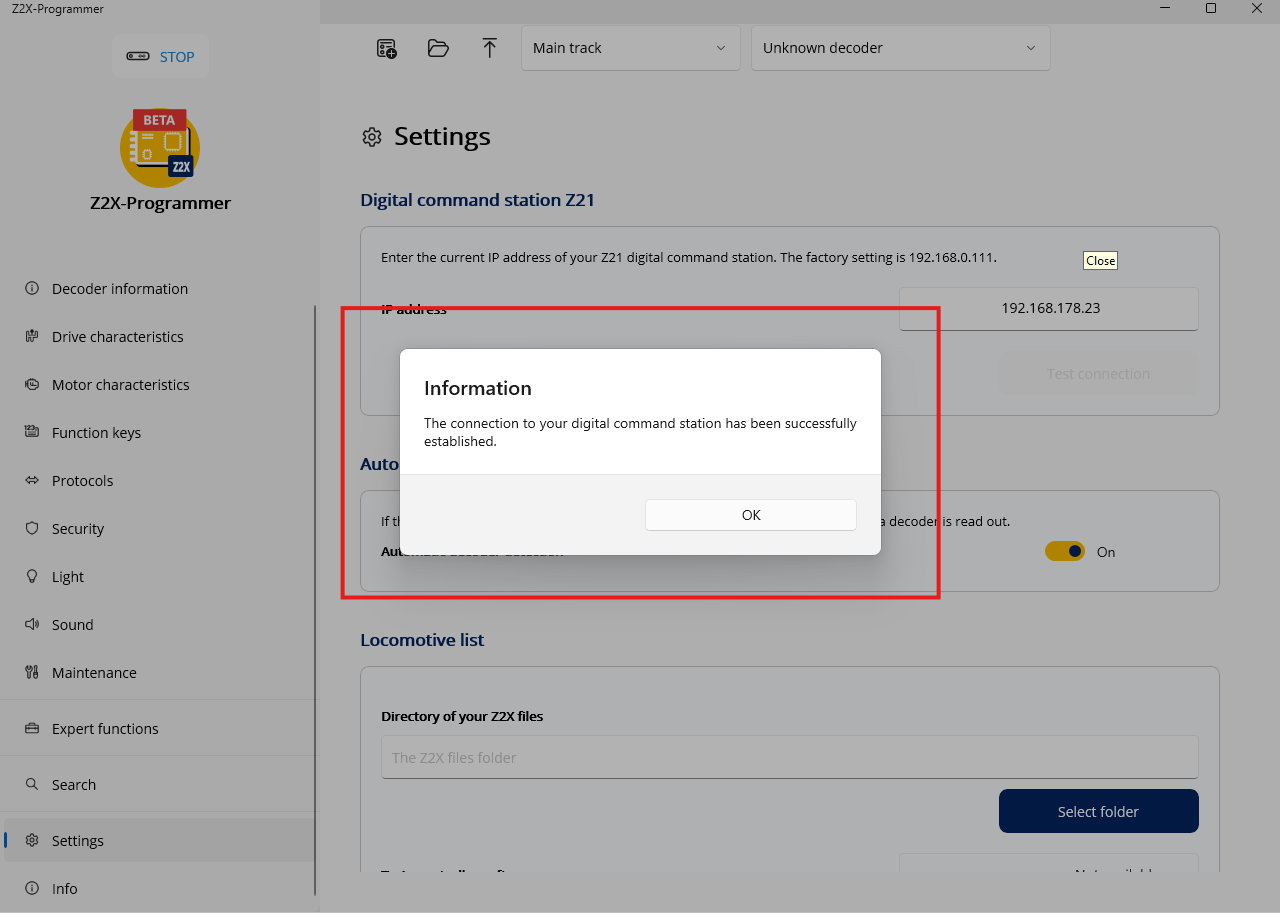 Z2X-Programmer
STOP
Main track
Unknown decoder
BETA
Z2X
Z2X-Programmer
Decoder information
Drive characteristics
Motor characteristics
Function keys
Protocols
Security
Light
Sound
Maintenance
Expert functions
Search
Settings
Info
Settings
Digital command station Z21
Enter the current IP address of your Z21 digital command station. The factory setting is 192.168.0.111.
Close
IP address
192.168.178.23
Test connection
Information
The connection to your digital command station has been successfully
established.
OK
Auto
If th
a decoder is read out.
On
Locomotive list
Directory of your Z2X files
The Z2X files folder
Select folder